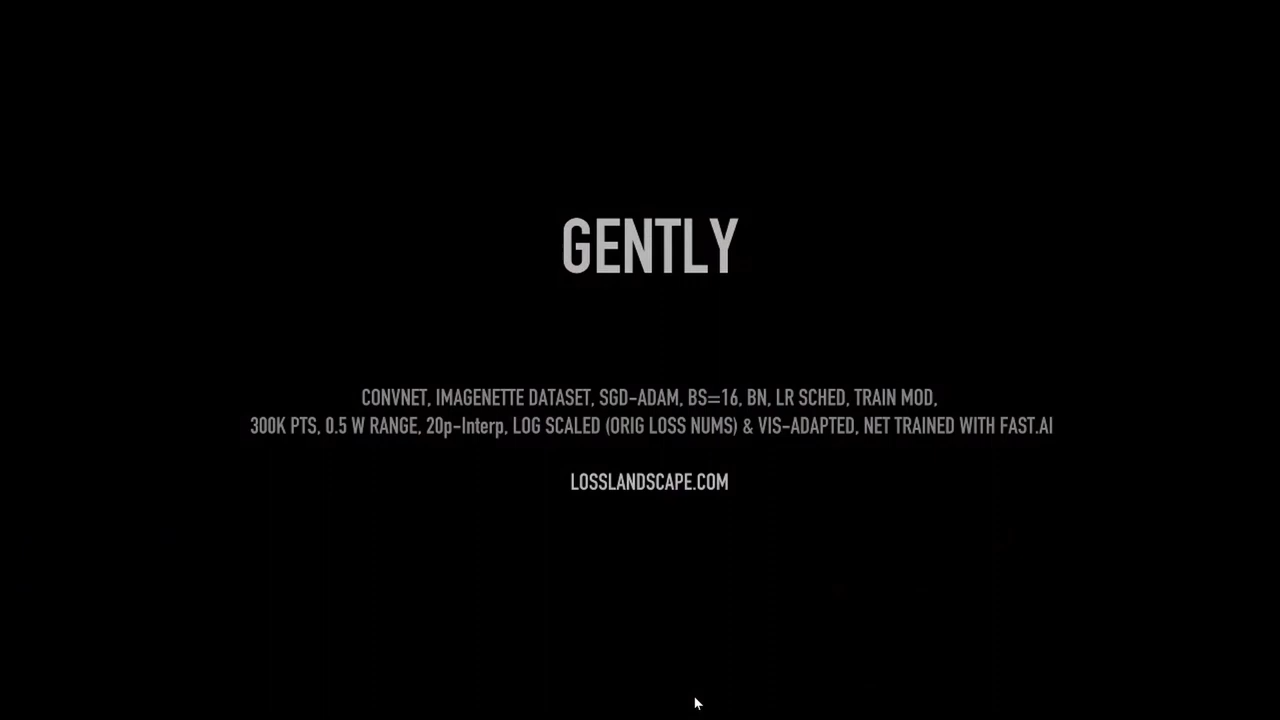 GENTLY
CONVNET, IMAGENETTE DATASET, SGD-ADAM, BS=16, BN, LR SCHED, TRAIN MOD,
300K PTS, 0.5 W RANGE, 20p-Interp, LOG SCALED (ORIG LOSS NUMS) & VIS-ADAPTED, NET TRAINED WITH FAST.AI
LOSSLANDSCAPE.COM